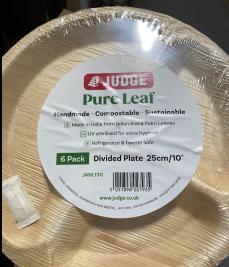 JUDGE
Pure Leaf
Handmade · Compostable · Sustainable
Made in India from fallen Areca Palm Leaves
UV sterilised for extra hygiene
Refrigerator & freezer safe
6 Pack Divided Plate 25cm/10"
JANL130
www.judge.co.uk